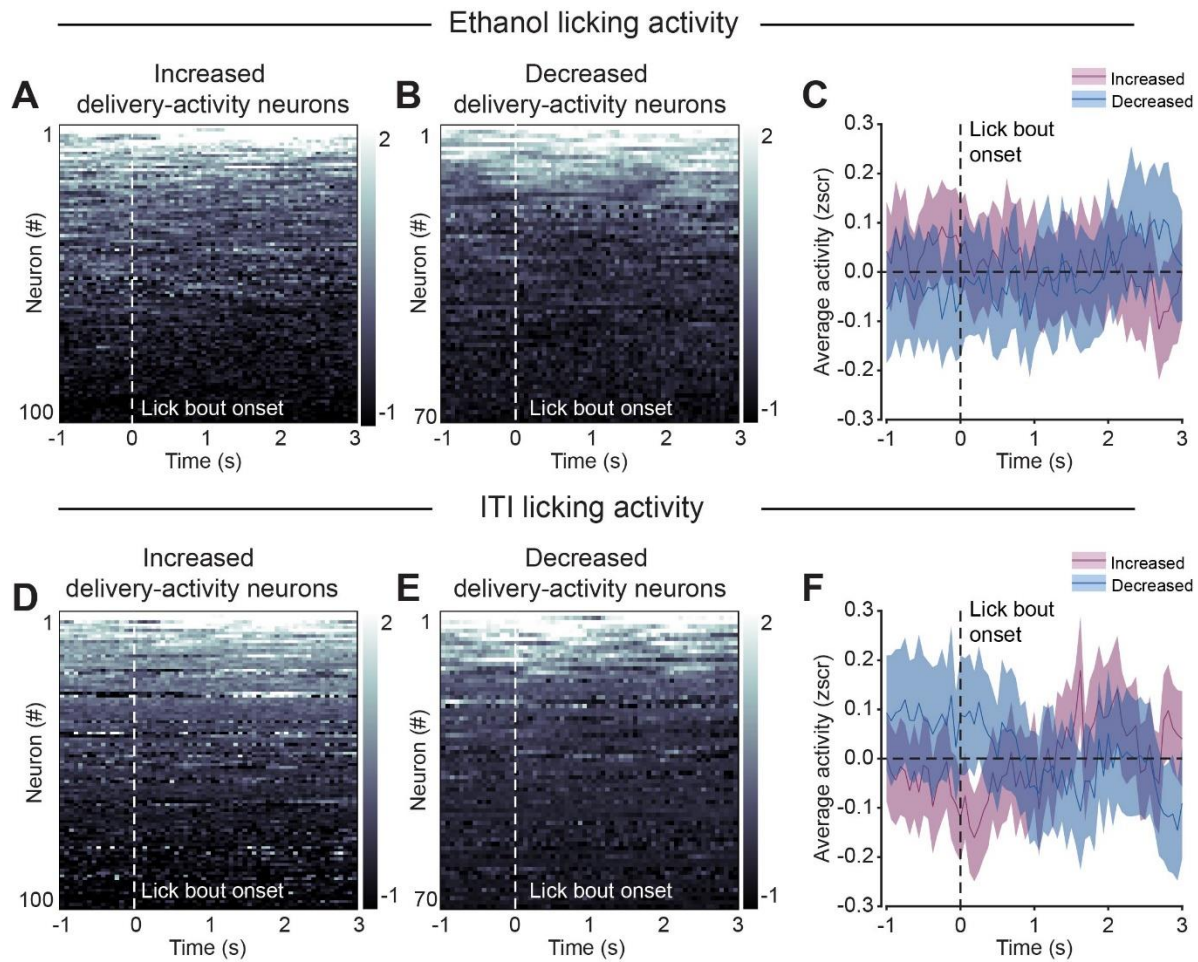 Ethanol licking activity
A
Increased
delivery-activity neurons
1
Neuron (#)
100
Lick bout onset
-1 0 1 2 3
Time (s)
2
-1
B
Decreased
delivery-activity neurons
1
Neuron (#)
70
Lick bout onset
-1 0 1 2 3
Time (s)
2
-1
C
Increased
Decreased
Lick bout
onset
Average activity (zscr)
0.3
0.2
0.1
0.0
-0.1
-0.2
-0.3
-1 0 1 2 3
Time (s)
ITI licking activity
D
Increased
delivery-activity neurons
1
Neuron (#)
100
Lick bout onset
-1 0 1 2 3
Time (s)
2
-1
E
Decreased
delivery-activity neurons
1
Neuron (#)
70
Lick bout onset
-1 0 1 2 3
Time (s)
2
-1
F
Increased
Decreased
Lick bout
onset
Average activity (zscr)
0.3
0.2
0.1
0.0
-0.1
-0.2
-0.3
-1 0 1 2 3
Time (s)